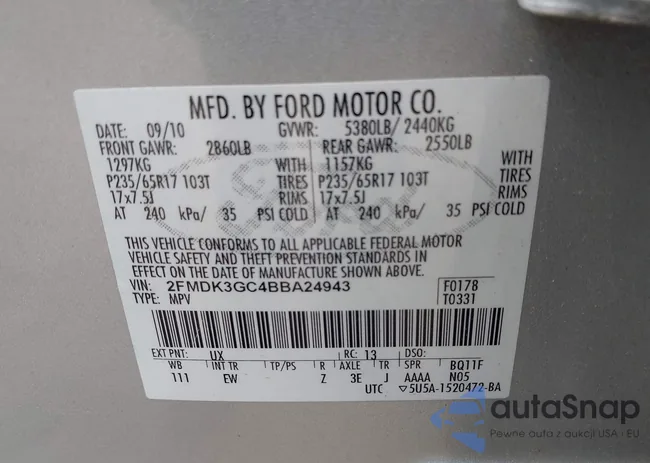 MFD. BY FORD MOTOR CO.
DATE: 09/10 GVWR: 5380LB/ 2440KG
FRONT GAWR: 2860LB REAR GAWR: 2550LB
1297KG WITH 1157KG WITH
P235/65R17 103T TIRES P235/65R17 103T TIRES
17x7.5J RIMS 17x7.5J RIMS
AT 240 kPa/ 35 PSI COLD AT 240 kPa/ 35 PSI COLD
THIS VEHICLE CONFORMS TO ALL APPLICABLE FEDERAL MOTOR
VEHICLE SAFETY AND THEFT PREVENTION STANDARDS IN
EFFECT ON THE DATE OF MANUFACTURE SHOWN ABOVE.
VIN: 2FMDK3GC4BBA24943 F0178
TYPE: MPV T0331
EXT PNT: UX RC: 13 DSO:
WB INT TR TP/PS R AXLE TR SPR BQ11F
111 EW Z 3E J AAAA N05
UTC ▽5U5A-1520472-BA
autoSnap
Pewne auta z aukcji USA i EU